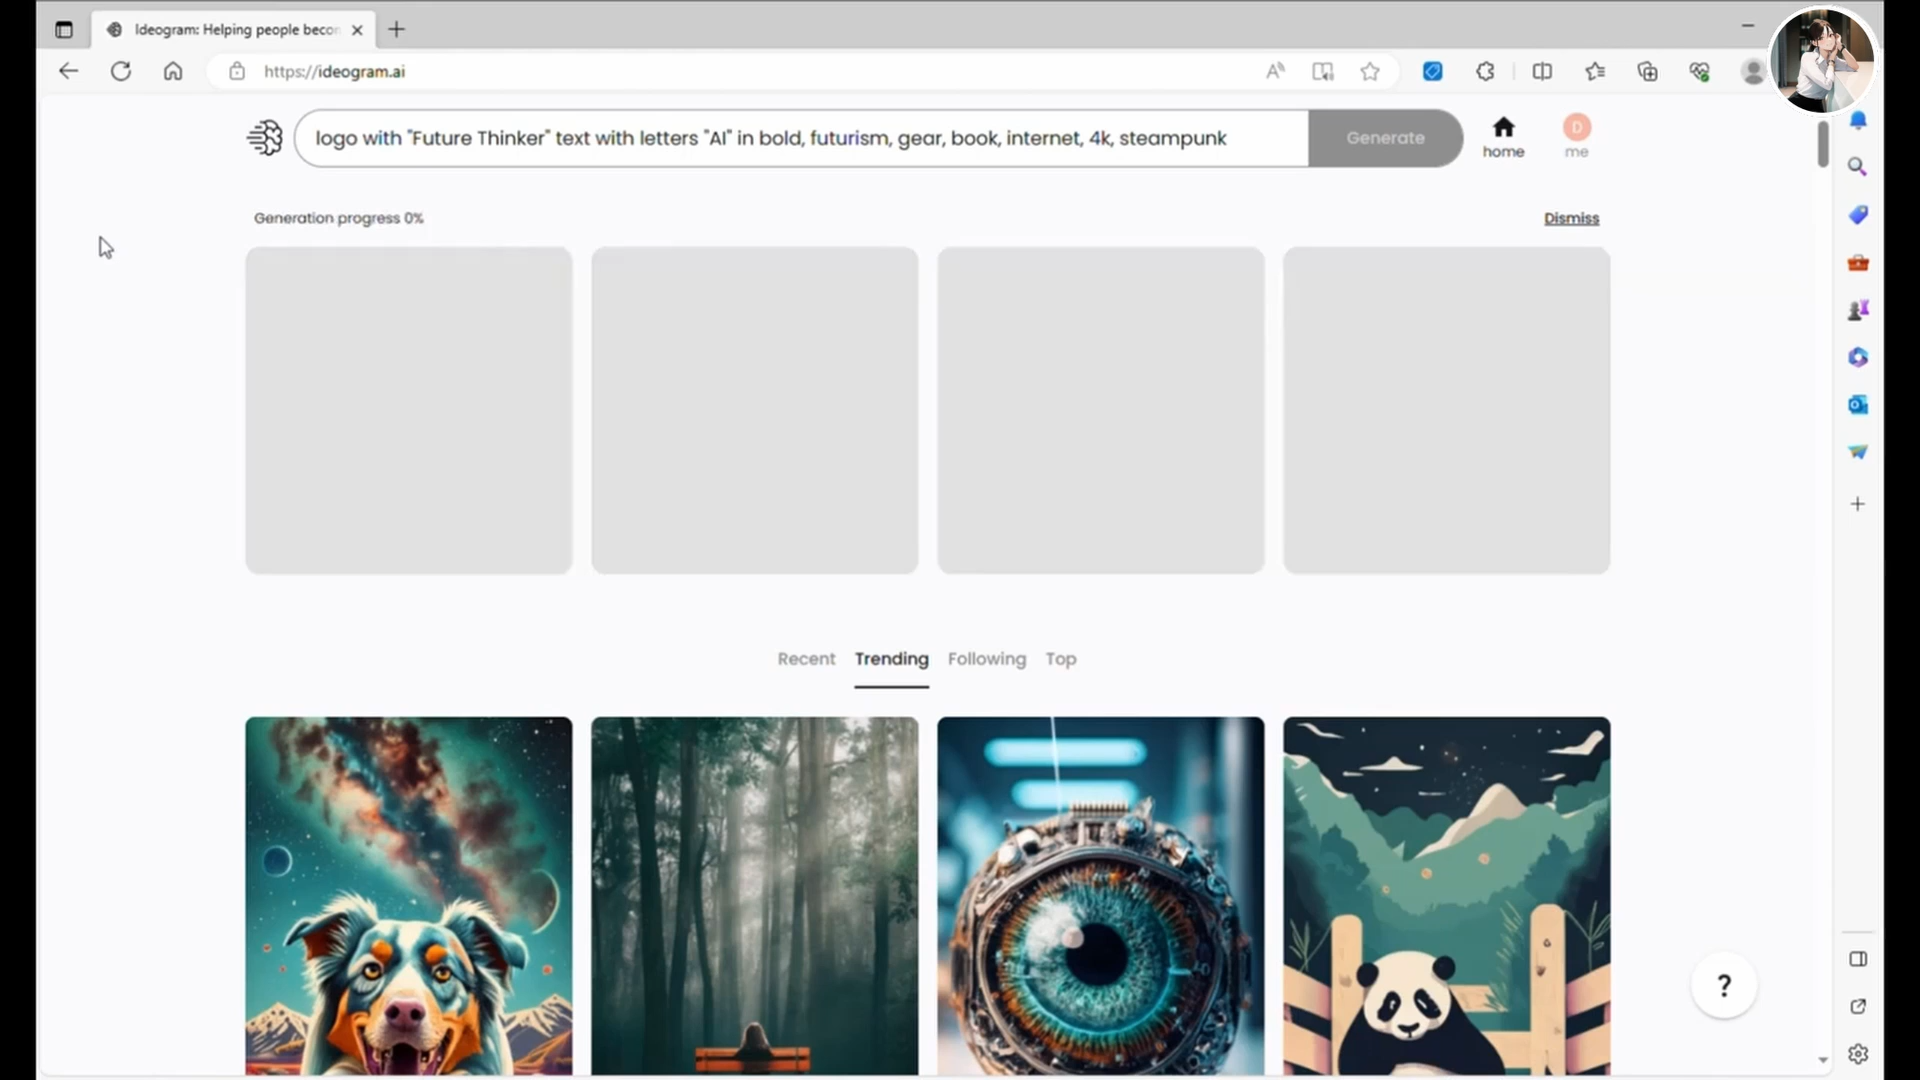 Ideogram: Helping people becon
https://ideogram.ai
logo with "Future Thinker" text with letters "AI" in bold, futurism, gear, book, internet, 4k, steampunk
Generate
home
D
me
Generation progress 0%
Dismiss
Recent Trending Following Top
?